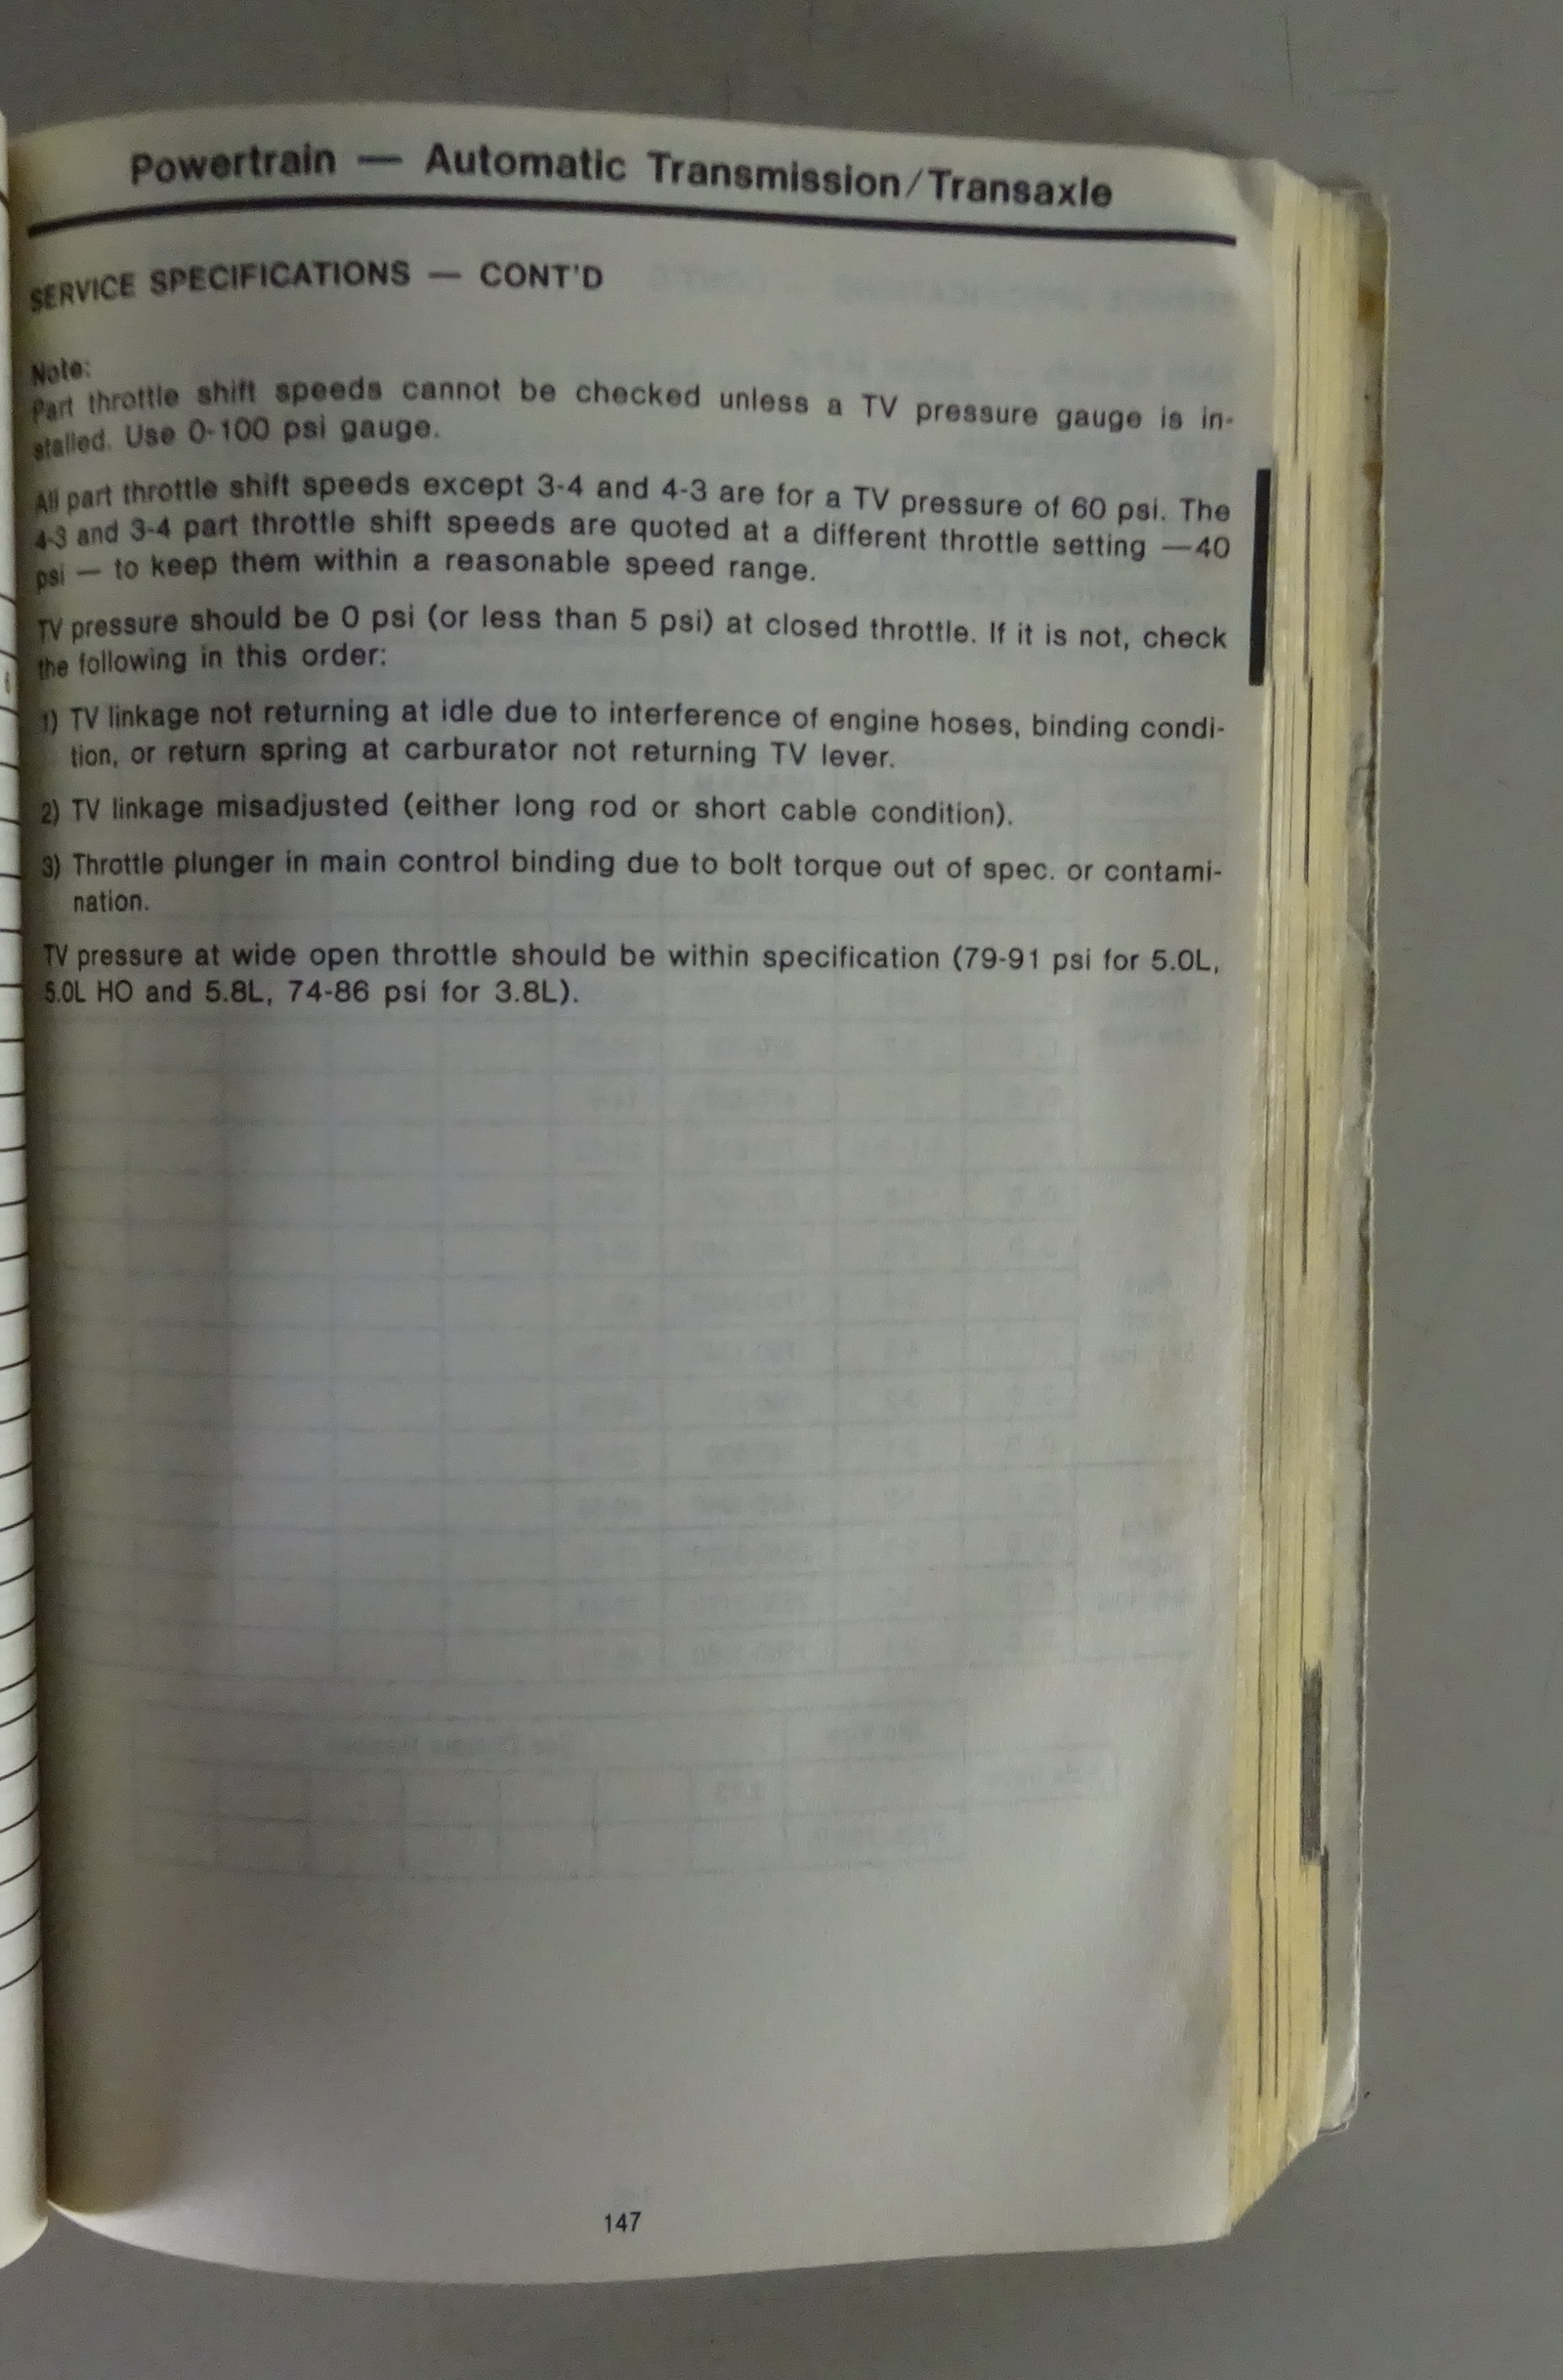 Powertrain — Automatic Transmission/Transaxle
SERVICE SPECIFICATIONS — CONT'D
Note:
Part throttle shift speeds cannot be checked unless a TV pressure gauge is in-
stalled. Use 0-100 psi gauge.
All part throttle shift speeds except 3-4 and 4-3 are for a TV pressure of 60 psi. The
4-3 and 3-4 part throttle shift speeds are quoted at a different throttle setting —40
psi — to keep them within a reasonable speed range.
TV pressure should be 0 psi (or less than 5 psi) at closed throttle. If it is not, check
the following in this order:
1) TV linkage not returning at idle due to interference of engine hoses, binding condi-
tion, or return spring at carburator not returning TV lever.
2) TV linkage misadjusted (either long rod or short cable condition).
3) Throttle plunger in main control binding due to bolt torque out of spec. or contami-
nation.
TV pressure at wide open throttle should be within specification (79-91 psi for 5.0L,
5.0L HO and 5.8L, 74-86 psi for 3.8L).
147